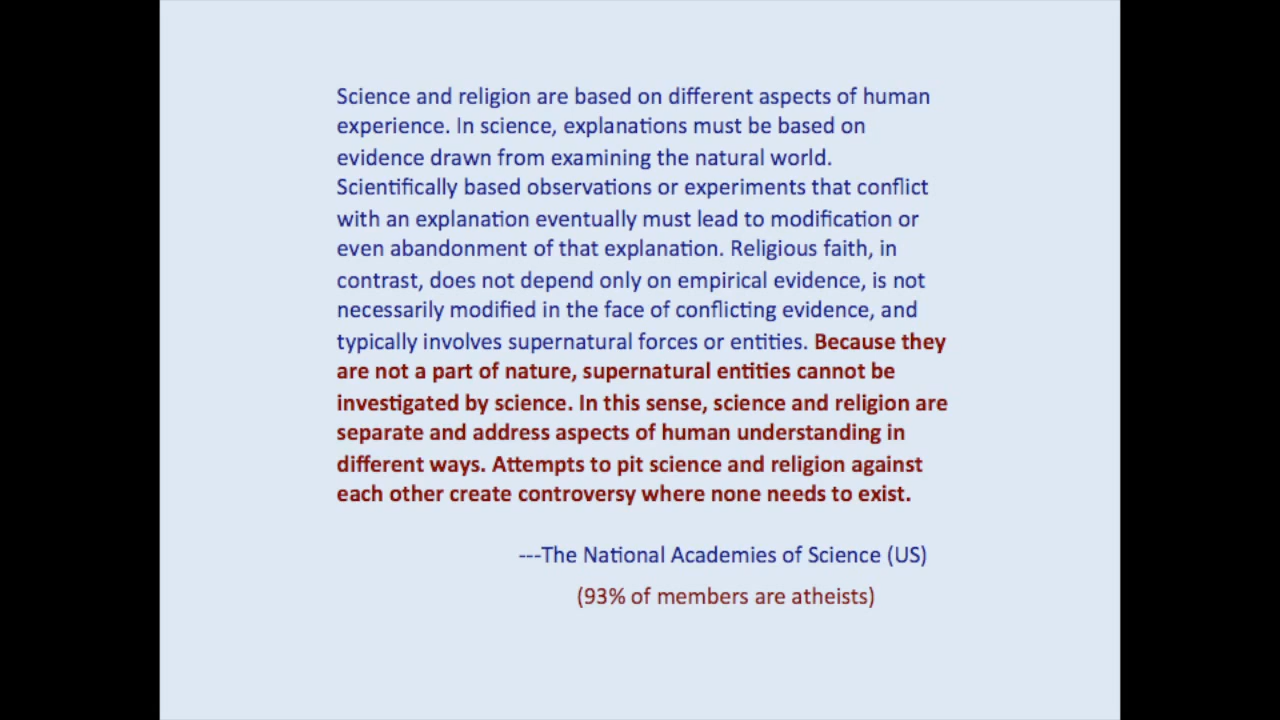 Science and religion are based on different aspects of human
experience. In science, explanations must be based on
evidence drawn from examining the natural world.
Scientifically based observations or experiments that conflict
with an explanation eventually must lead to modification or
even abandonment of that explanation. Religious faith, in
contrast, does not depend only on empirical evidence, is not
necessarily modified in the face of conflicting evidence, and
typically involves supernatural forces or entities. Because they
are not a part of nature, supernatural entities cannot be
investigated by science. In this sense, science and religion are
separate and address aspects of human understanding in
different ways. Attempts to pit science and religion against
each other create controversy where none needs to exist.
---The National Academies of Science (US)
(93% of members are atheists)